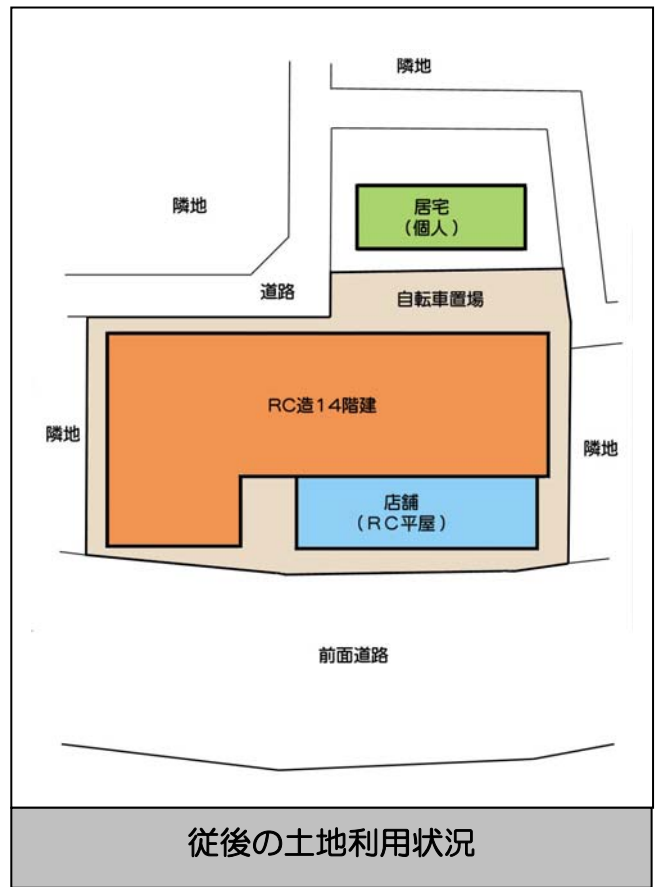 隣地
隣地
居宅
（個人）
道路
自転車置場
RC造14階建
隣地
隣地
店舗
（RC平屋）
前面道路
従後の土地利用状況